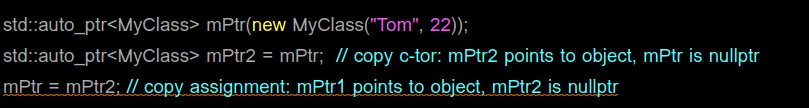 std::auto_ptr<MyClass> mPtr(new MyClass("Tom", 22));
std::auto_ptr<MyClass> mPtr2 = mPtr;  // copy c-tor: mPtr2 points to object, mPtr is nullptr
mPtr = mPtr2; // copy assignment: mPtr1 points to object, mPtr2 is nullptr